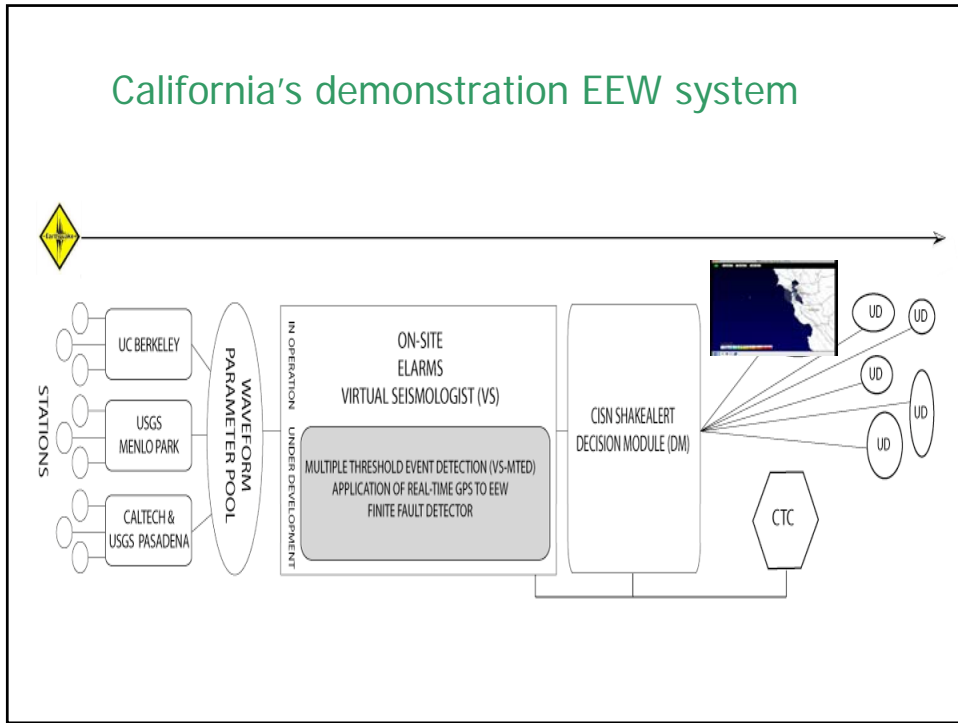 California's demonstration EEW system
Earthquake
STATIONS
UC BERKELEY
USGS
MENLO PARK
CALTECH &
USGS PASADENA
WAVEFORM
PARAMETER POOL
IN OPERATION
ON-SITE
ELARMS
VIRTUAL SEISMOLOGIST (VS)
UNDER DEVELOPMENT
MULTIPLE THRESHOLD EVENT DETECTION (VS-MTED)
APPLICATION OF REAL-TIME GPS TO EEW
FINITE FAULT DETECTOR
CISN SHAKEALERT
DECISION MODULE (DM)
UD
UD
UD
UD
UD
CTC